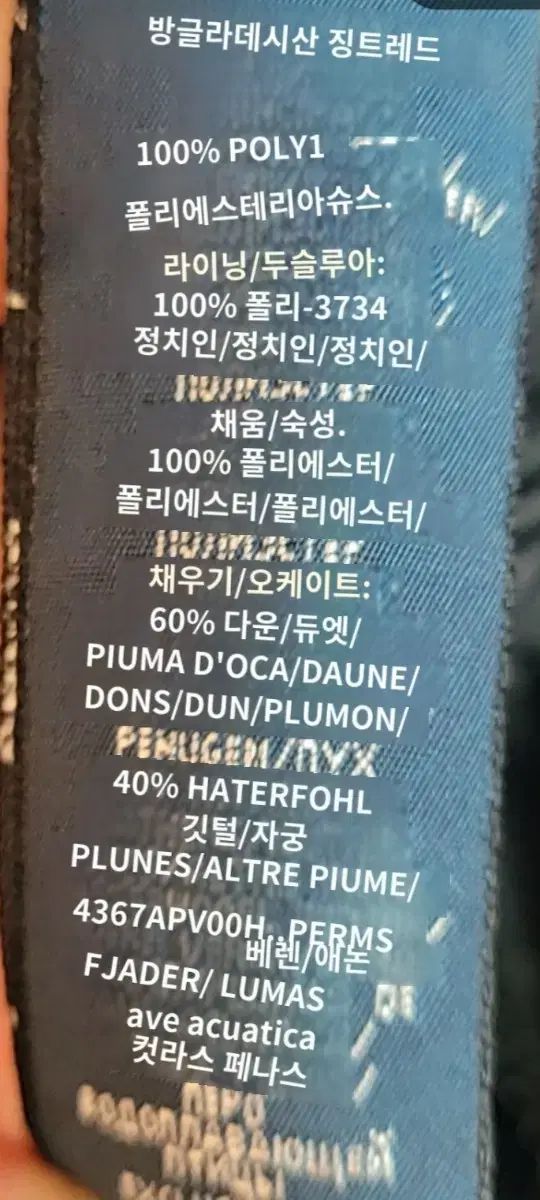 방글라데시산 징트레드
100% POLY1
폴리에스테리아슈스.
라이닝/두슬루아:
100% 폴리-3734
정치인/정치인/정치인/
채움/숙성.
100% 폴리에스터/
폴리에스터/폴리에스터/
채우기/오케이트:
60% 다운/듀엣/
PIUMA D'OCA/DAUNE/
DONS/DUN/PLUMON/
PENUGEM/ПУХ
40% HATERFOHL
깃털/자궁
PLUNES/ALTRE PIUME/
4367APV00H, PERMS
베렌/애논
FJADER/ LUMAS
DE
ave acuatica
컷라스 페나스
ПЕРО